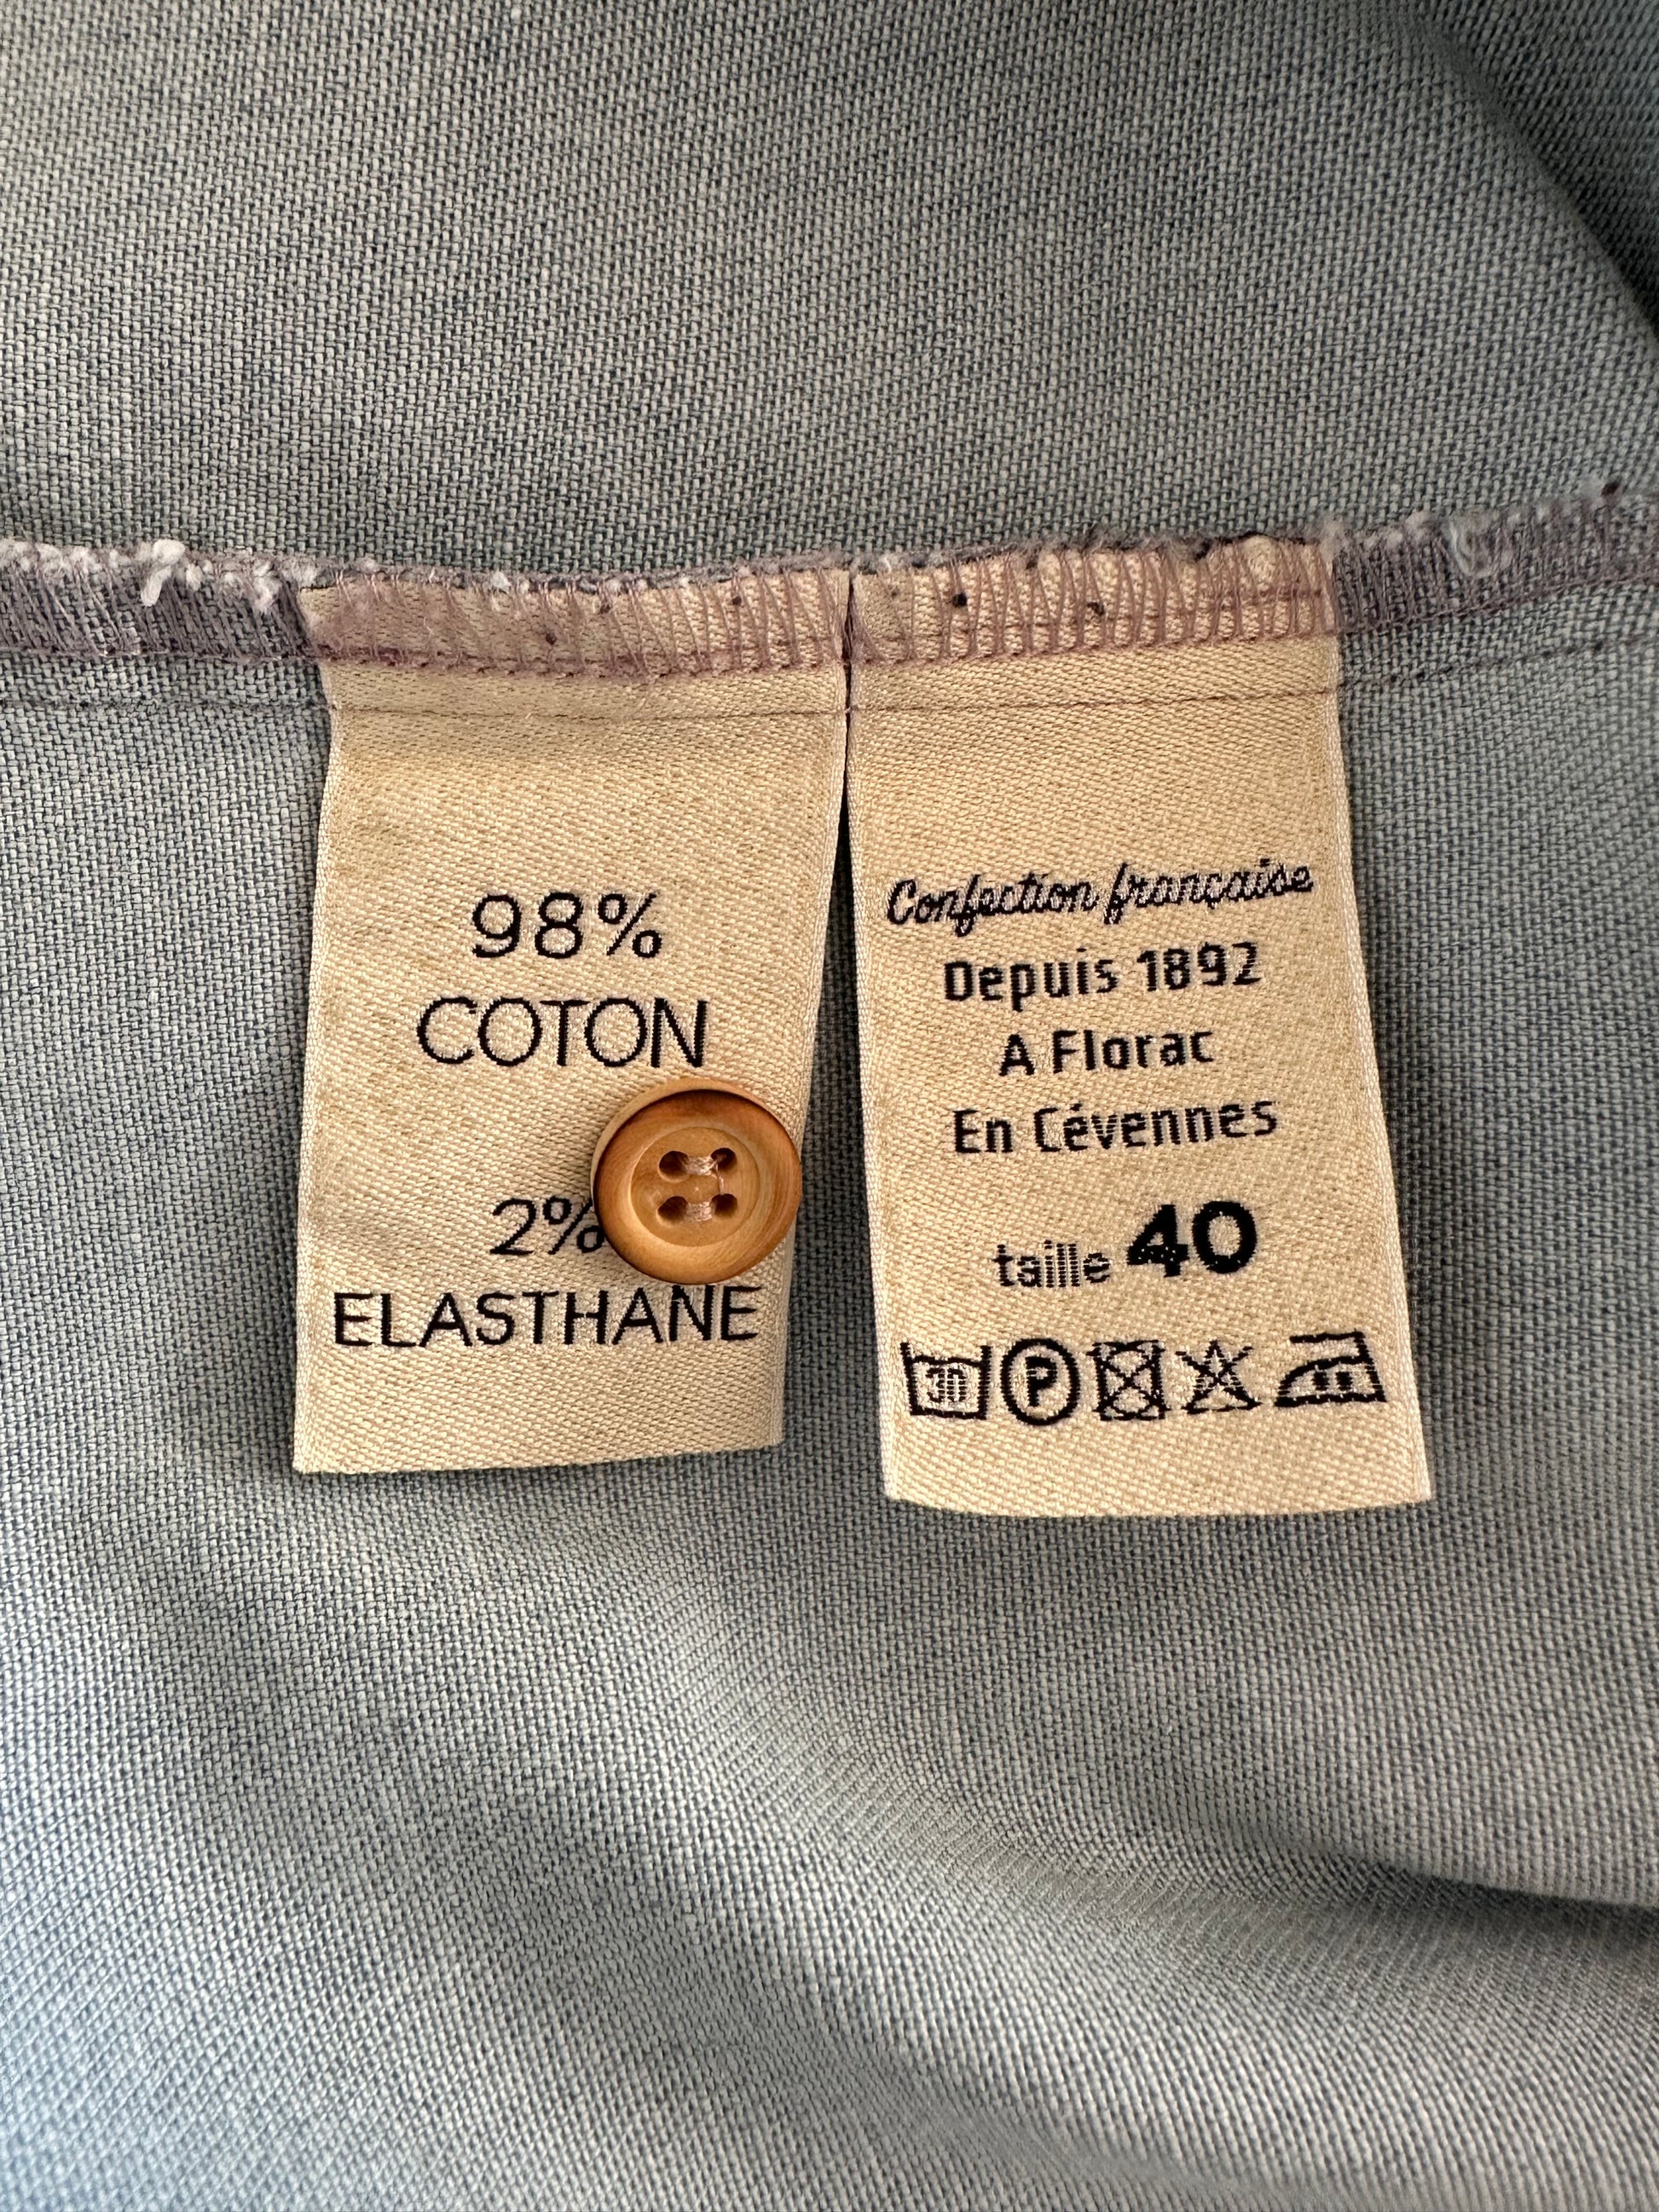 98%
COTON
2%
ELASTHANE
Confection française
Depuis 1892
A Florac
En Cévennes
taille 40
30 P